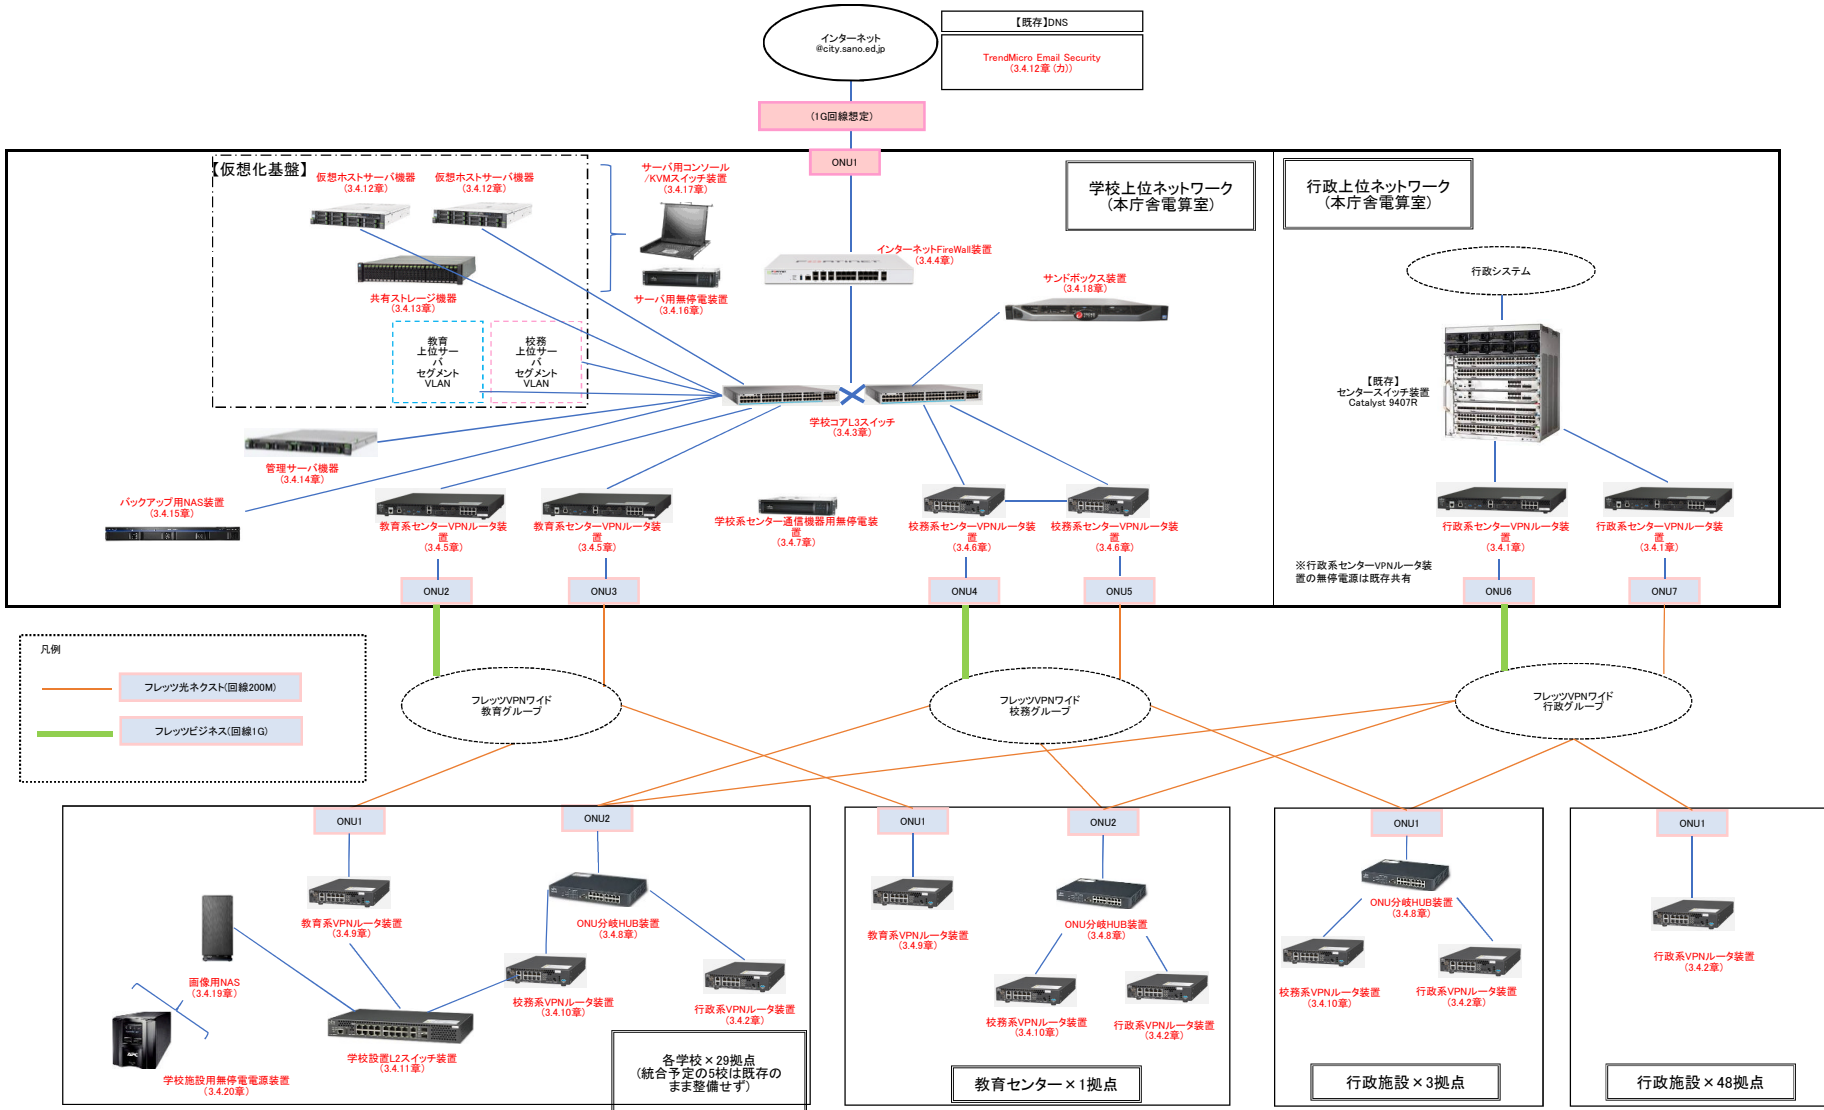 インターネット
@city.sano.ed.jp
【既存】DNS
TrendMicro Email Security
(3.4.12章 (カ))
(1G回線想定)
ONU1
【仮想化基盤】
仮想ホストサーバ機器
(3.4.12章)
仮想ホストサーバ機器
(3.4.12章)
共有ストレージ機器
(3.4.13章)
教育
上位サー
バ
セグメント
VLAN
校務
上位サー
バ
セグメント
VLAN
サーバ用コンソール
/KVMスイッチ装置
(3.4.17章)
サーバ用無停電装置
(3.4.16章)
インターネットFireWall装置
(3.4.4章)
サンドボックス装置
(3.4.18章)
学校上位ネットワーク
(本庁舎電算室)
行政上位ネットワーク
(本庁舎電算室)
行政システム
【既存】
センタースイッチ装置
Catalyst 9407R
学校コアL3スイッチ
(3.4.3章)
管理サーバ機器
(3.4.14章)
バックアップ用NAS装置
(3.4.15章)
教育系センターVPNルータ装
置
(3.4.5章)
教育系センターVPNルータ装
置
(3.4.5章)
学校系センター通信機器用無停電装
置
(3.4.7章)
校務系センターVPNルータ装
置
(3.4.6章)
校務系センターVPNルータ装
置
(3.4.6章)
行政系センターVPNルータ装
置
(3.4.1章)
行政系センターVPNルータ装
置
(3.4.1章)
※行政系センターVPNルータ装
置の無停電源は既存共有
ONU2
ONU3
ONU4
ONU5
ONU6
ONU7
凡例
フレッツ光ネクスト(回線200M)
フレッツビジネス(回線1G)
フレッツVPNワイド
教育グループ
フレッツVPNワイド
校務グループ
フレッツVPNワイド
行政グループ
ONU1
ONU2
教育系VPNルータ装置
(3.4.9章)
ONU分岐HUB装置
(3.4.8章)
画像用NAS
(3.4.19章)
校務系VPNルータ装置
(3.4.10章)
行政系VPNルータ装置
(3.4.2章)
学校設置L2スイッチ装置
(3.4.11章)
APC
学校施設用無停電電源装置
(3.4.20章)
各学校×29拠点
(統合予定の5校は既存の
まま整備せず)
ONU1
ONU2
教育系VPNルータ装置
(3.4.9章)
ONU分岐HUB装置
(3.4.8章)
校務系VPNルータ装置
(3.4.10章)
行政系VPNルータ装置
(3.4.2章)
教育センター×1拠点
ONU1
ONU分岐HUB装置
(3.4.8章)
校務系VPNルータ装置
(3.4.10章)
行政系VPNルータ装置
(3.4.2章)
行政施設×3拠点
ONU1
行政系VPNルータ装置
(3.4.2章)
行政施設×48拠点